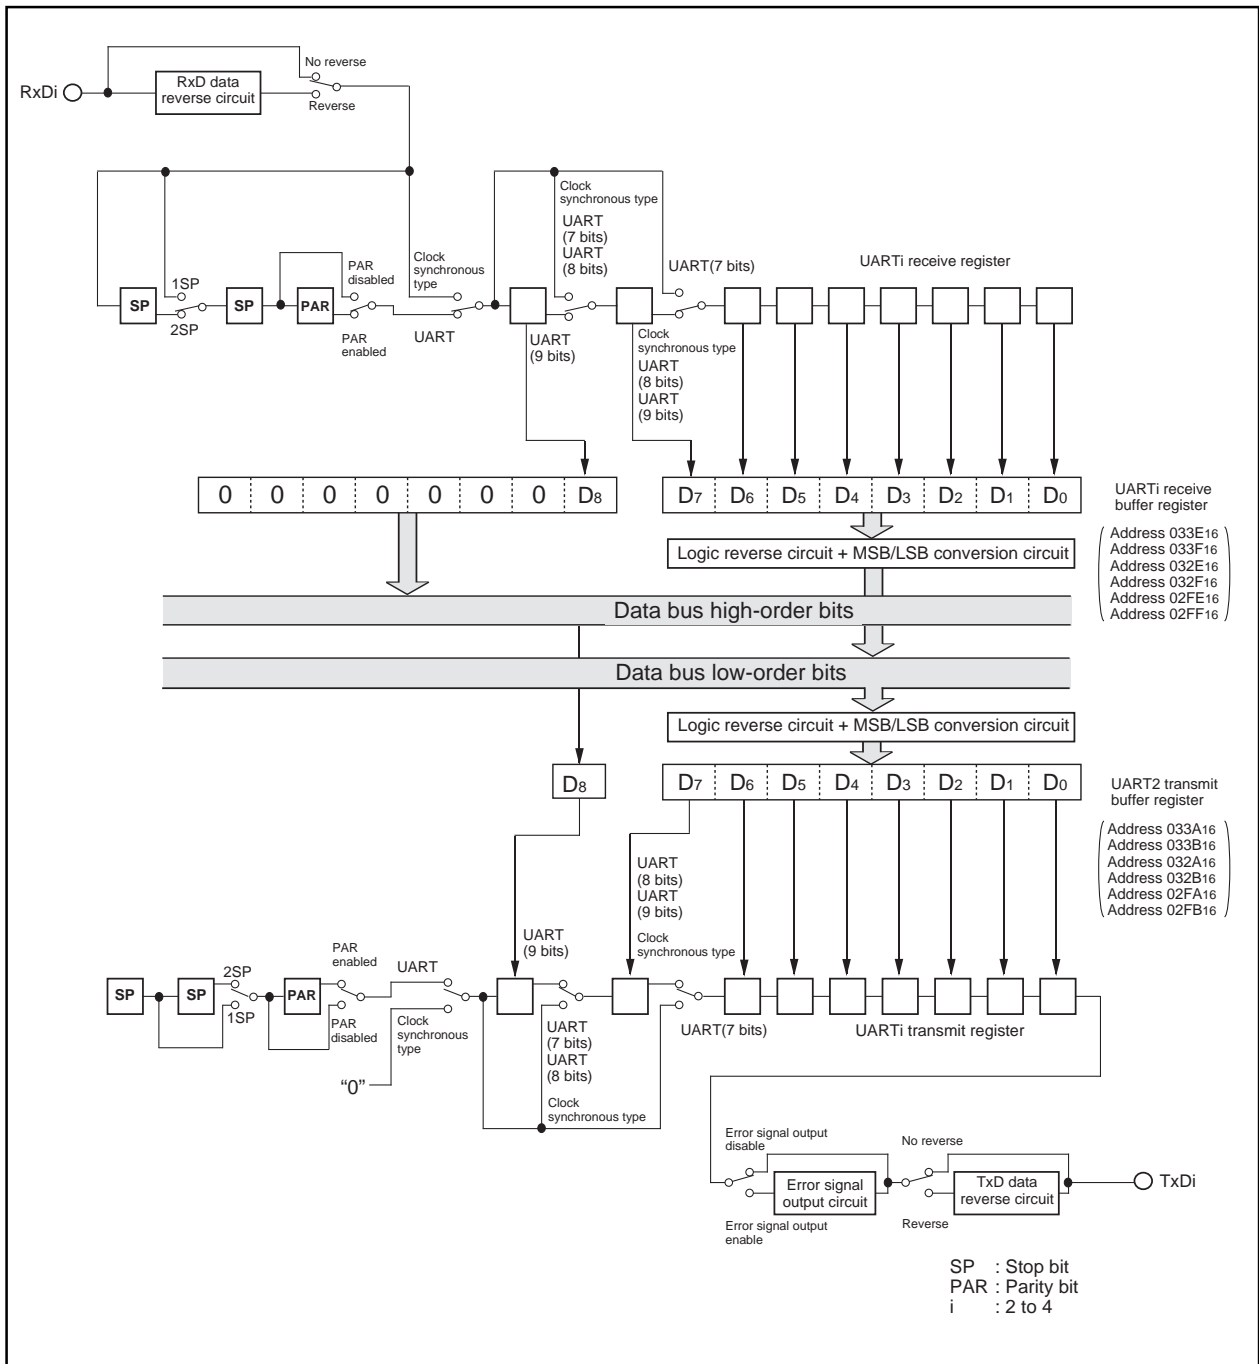 No reverse
RxDi
RxD data
reverse circuit
Reverse
Clock
synchronous type
UART
(7 bits)
UART
(8 bits)
PAR
disabled
Clock
synchronous
type
UART(7 bits)
UARTi receive register
1SP
SP
SP
PAR
2SP
PAR
enabled
UART
UART
(9 bits)
Clock
synchronous type
UART
(8 bits)
UART
(9 bits)
0 0 0 0 0 0 0 D8
D7 D6 D5 D4 D3 D2 D1 D0
UARTi receive
buffer register
Logic reverse circuit + MSB/LSB conversion circuit
Address 033E16
Address 033F16
Address 032E16
Address 032F16
Address 02FE16
Address 02FF16
Data bus high-order bits
Data bus low-order bits
Logic reverse circuit + MSB/LSB conversion circuit
D8
D7 D6 D5 D4 D3 D2 D1 D0
UART2 transmit
buffer register
Address 033A16
Address 033B16
Address 032A16
Address 032B16
Address 02FA16
Address 02FB16
UART
(8 bits)
UART
(9 bits)
Clock
synchronous type
UART
(9 bits)
PAR
enabled
2SP
UART
SP
SP
PAR
1SP
PAR
disabled
Clock
synchronous
type
"0"
UART
(7 bits)
UART
(8 bits)
Clock
synchronous type
UART(7 bits)
UARTi transmit register
Error signal output
disable
No reverse
Error signal
output circuit
TxD data
reverse circuit
TxDi
Error signal output
enable
Reverse
SP : Stop bit
PAR : Parity bit
i : 2 to 4